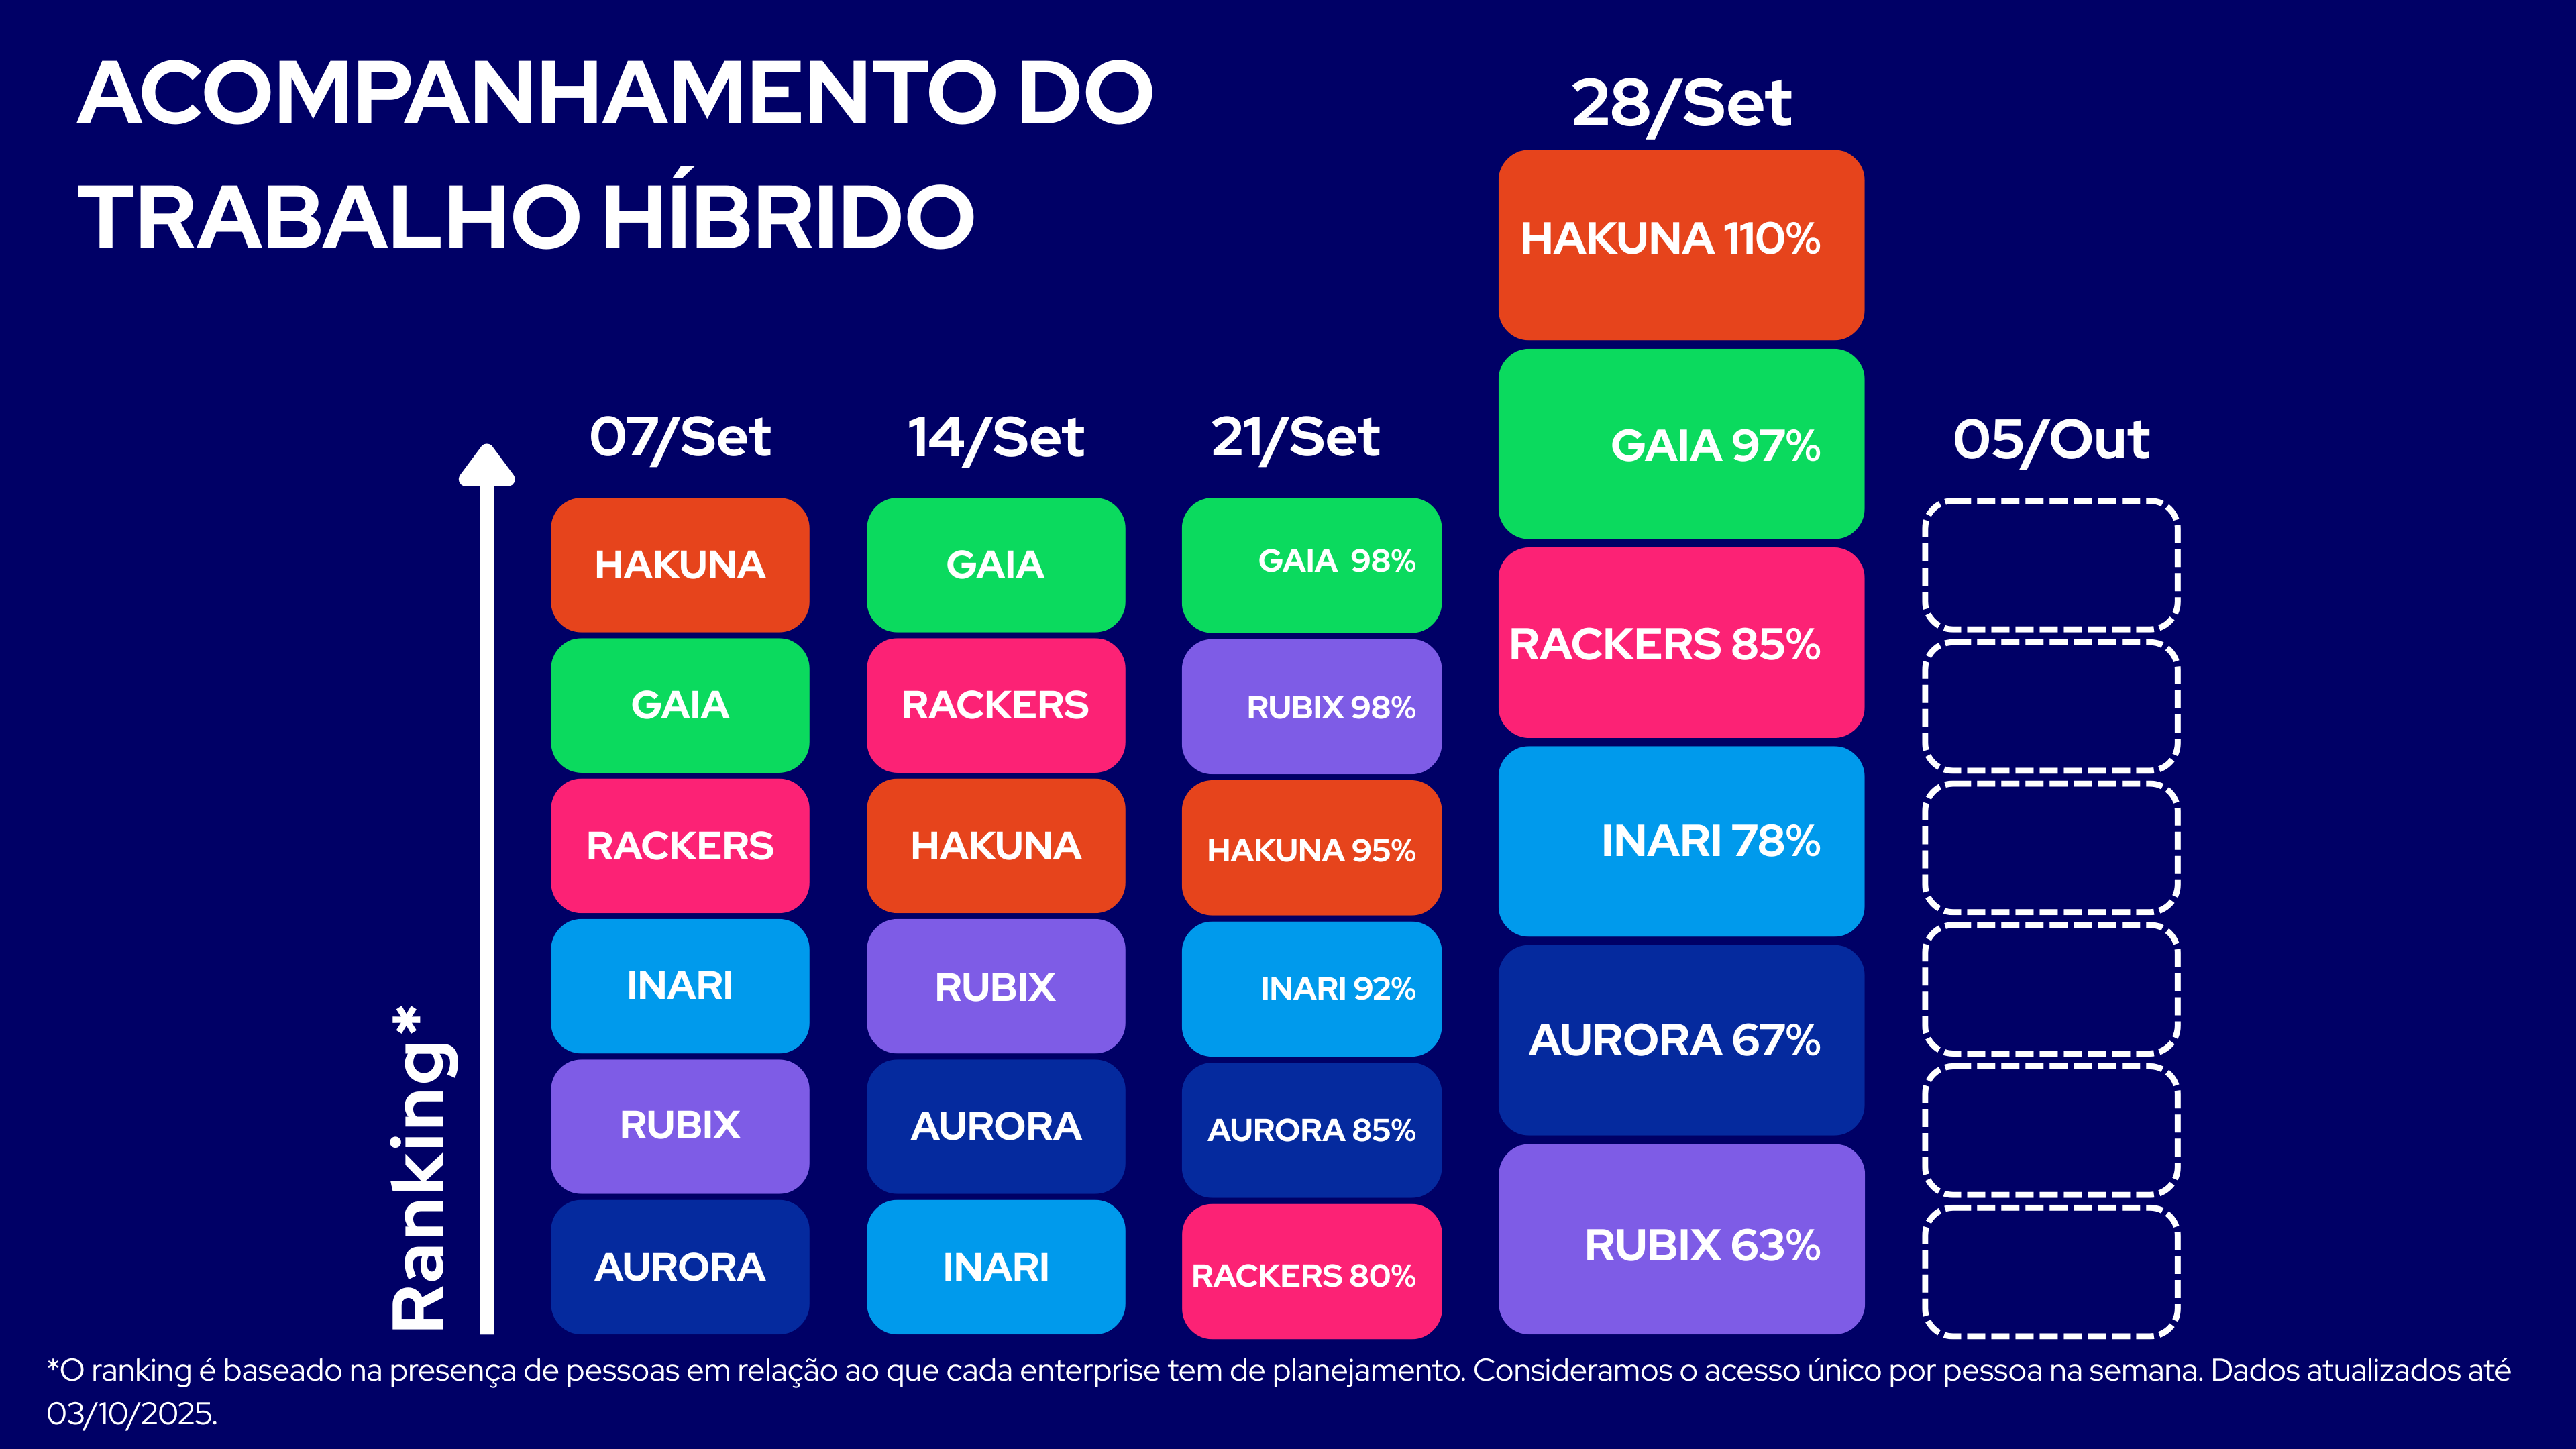 ACOMPANHAMENTO DO
TRABALHO HÍBRIDO
Ranking*
07/Set
HAKUNA
GAIA
RACKERS
INARI
RUBIX
AURORA
14/Set
GAIA
RACKERS
HAKUNA
RUBIX
AURORA
INARI
21/Set
GAIA 98%
RUBIX 98%
HAKUNA 95%
INARI 92%
AURORA 85%
RACKERS 80%
28/Set
HAKUNA 110%
GAIA 97%
RACKERS 85%
INARI 78%
AURORA 67%
RUBIX 63%
05/Out
*O ranking é baseado na presença de pessoas em relação ao que cada enterprise tem de planejamento. Consideramos o acesso único por pessoa na semana. Dados atualizados até
03/10/2025.